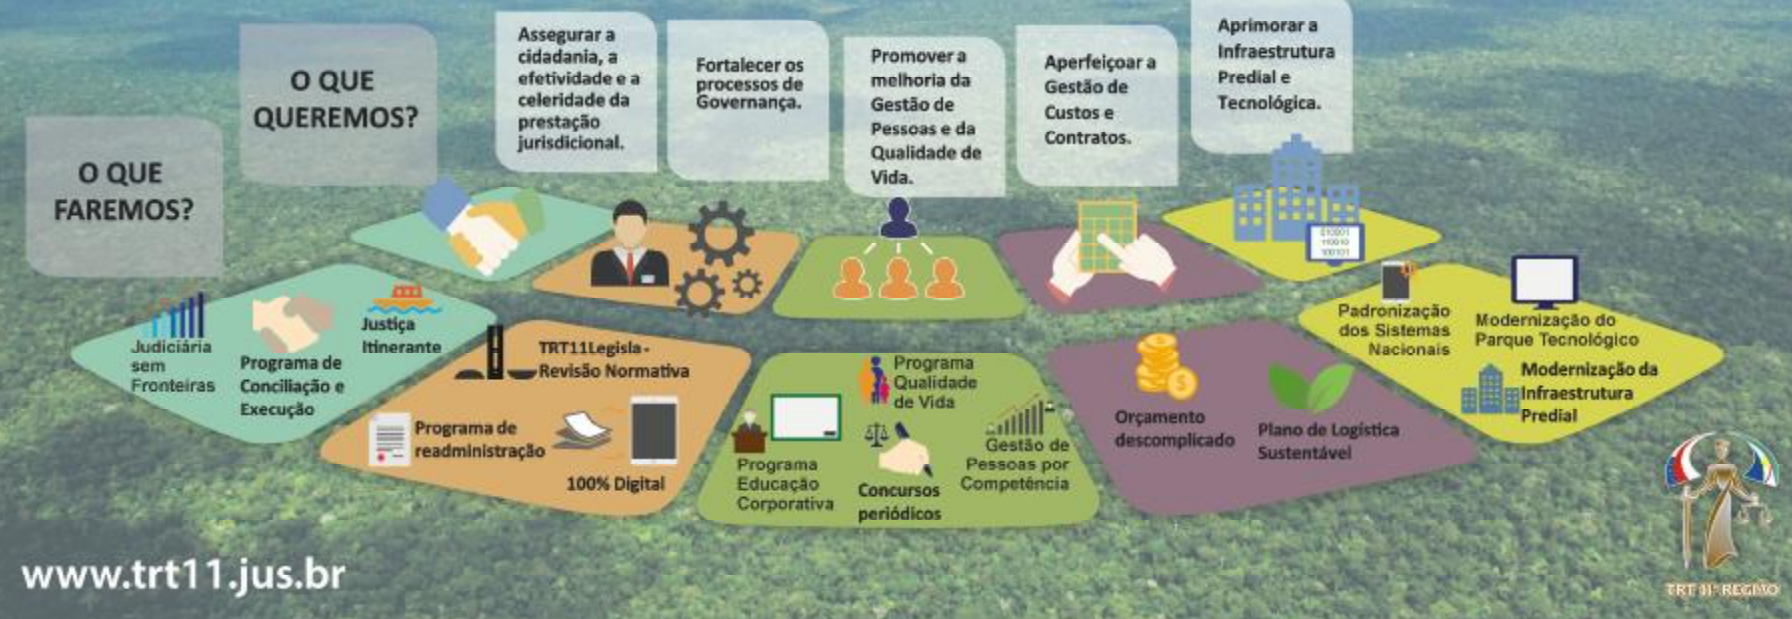 O QUE
QUEREMOS?
Assegurar a
cidadania, a
efetividade e a
celeridade da
prestação
jurisdicional.
Fortalecer os
processos de
Governança.
Promover a
melhoria da
Gestão de
Pessoas e da
Qualidade de
Vida.
Aperfeiçoar a
Gestão de
Custos e
Contratos.
Aprimorar a
Infraestrutura
Predial e
Tecnológica.
010001
110010
100101
O QUE
FAREMOS?
Judiciária
sem
Fronteiras
Programa de
Conciliação e
Execução
Justiça
Itinerante
TRT11Legisla -
Revisão Normativa
Programa de
readministração
100% Digital
Programa
Qualidade
de Vida
Programa
Educação
Corporativa
Concursos
periódicos
Gestão de
Pessoas por
Competência
Orçamento
descomplicado
Plano de Logística
Sustentável
Padronização
dos Sistemas
Nacionais
Modernização do
Parque Tecnológico
Modernização da
Infraestrutura
Predial
www.trt11.jus.br
TRT 11ª REGIÃO